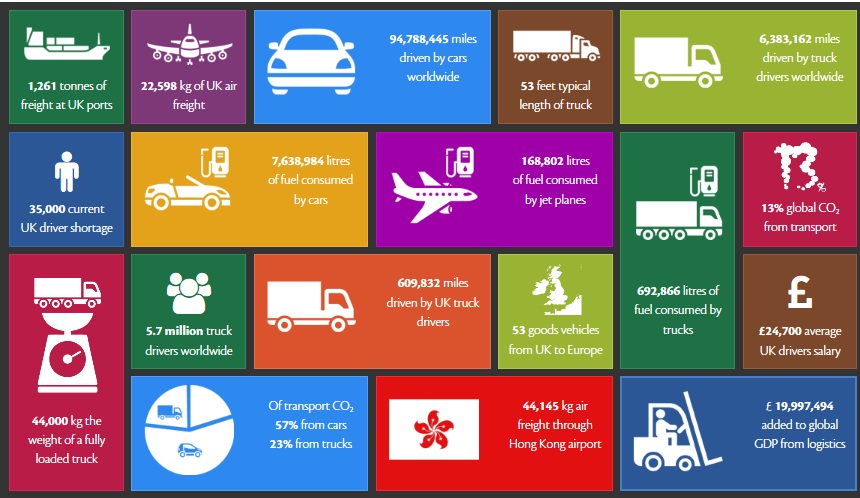 1,261 tonnes of
freight at UK ports
22,598 kg of UK air
freight
94,788,445 miles
driven by cars
worldwide
53 feet typical
length of truck
6,383,162 miles
driven by truck
drivers worldwide
35,000 current
UK driver shortage
7,638,984 litres
of fuel consumed
by cars
168,802 litres
of fuel consumed
by jet planes
692,866 litres of
fuel consumed by
trucks
13% global CO₂
from transport
44,000 kg the
weight of a fully
loaded truck
5.7 million truck
drivers worldwide
609,832 miles
driven by UK truck
drivers
53 goods vehicles
from UK to Europe
£
£24,700 average
UK drivers salary
Of transport CO₂
57% from cars
23% from trucks
44,145 kg air
freight through
Hong Kong airport
£ 19,997,494
added to global
GDP from logistics